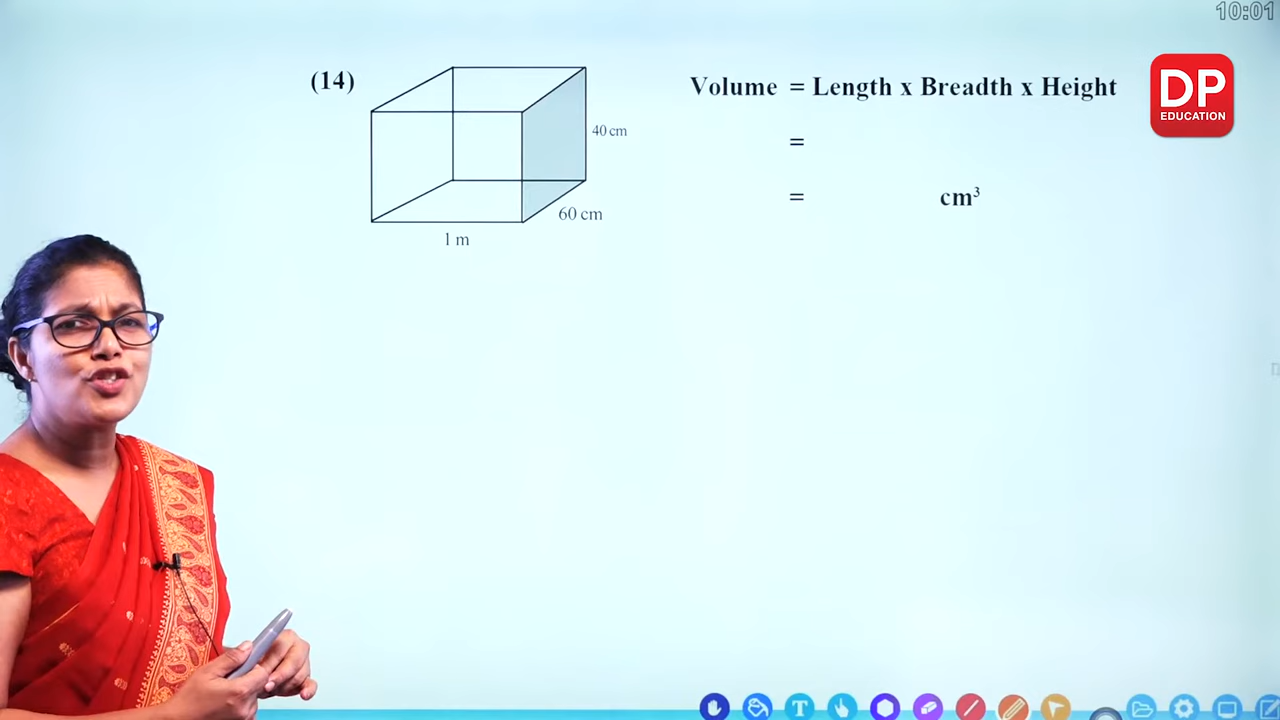 10:01
(14)
Volume = Length x Breadth x Height
DP
EDUCATION
40 cm
=
= cm³
60 cm
1 m
T